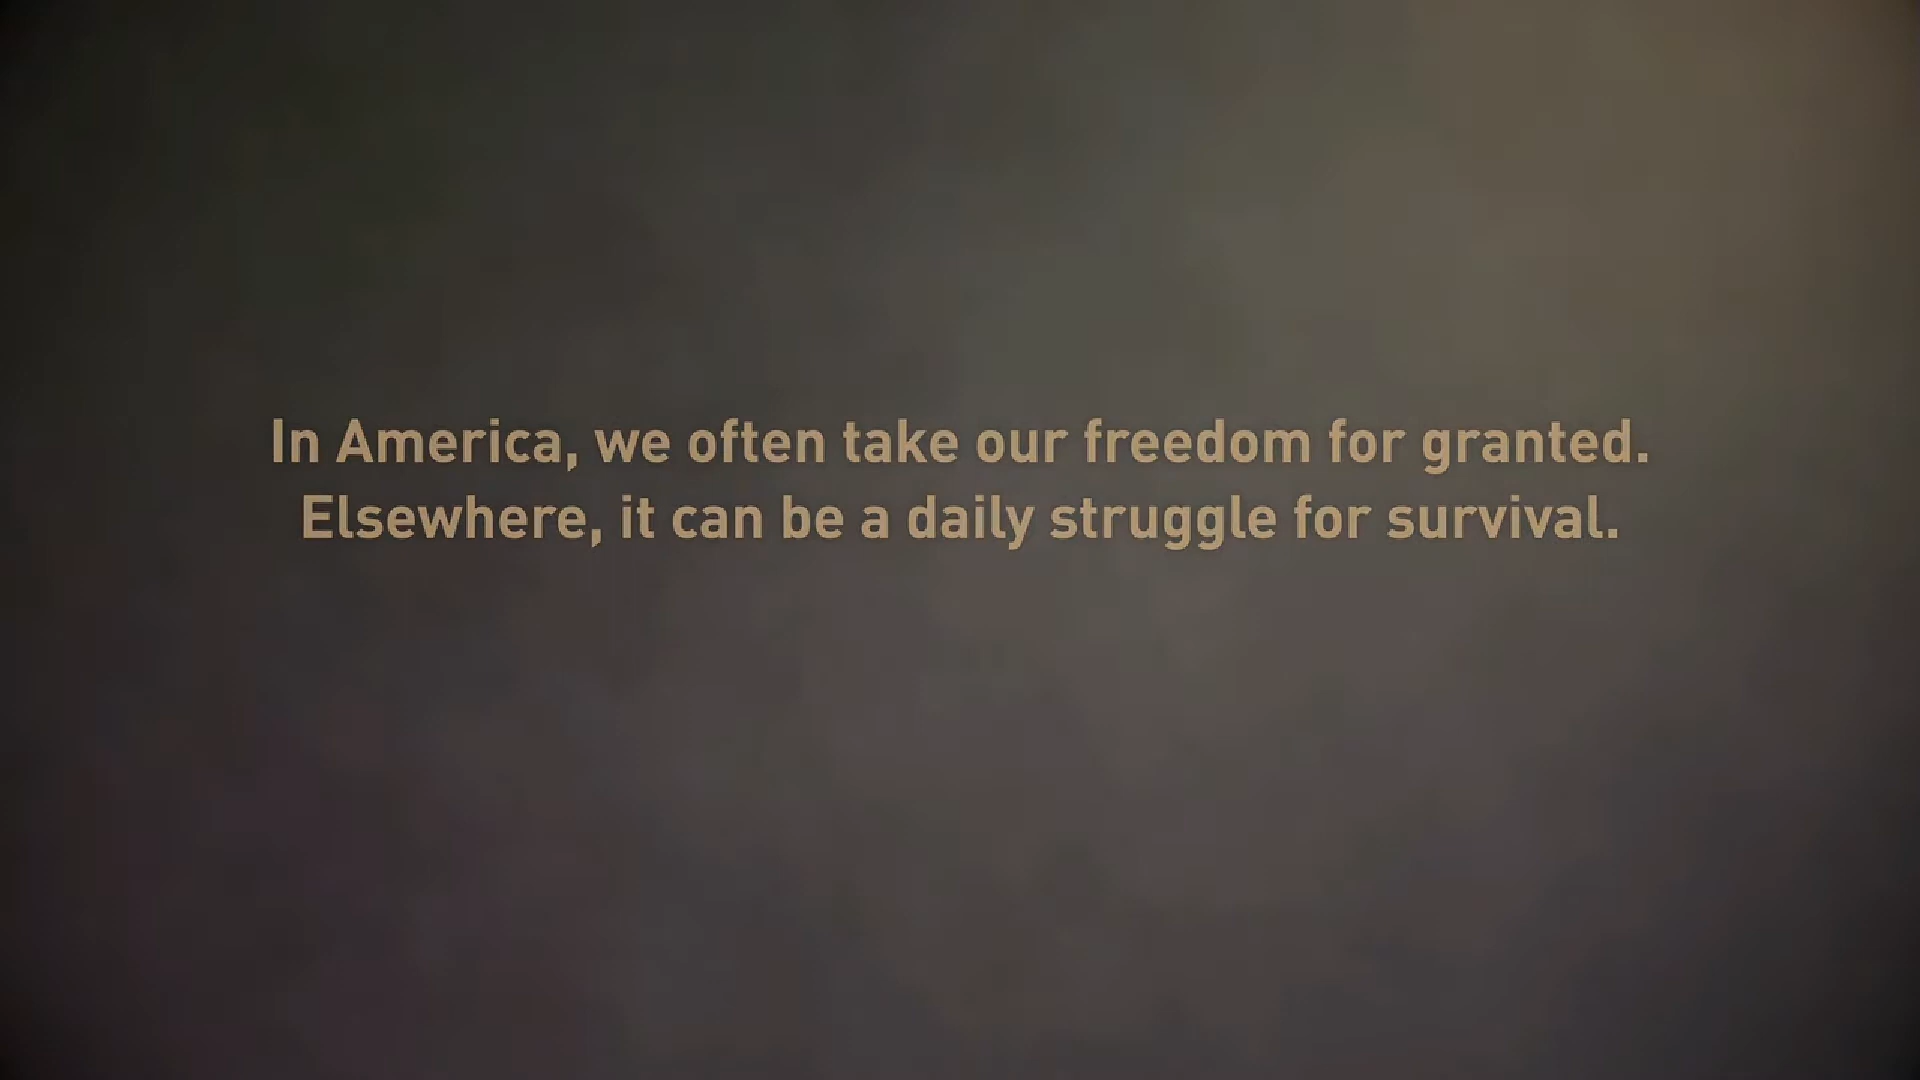 In America, we often take our freedom for granted.
Elsewhere, it can be a daily struggle for survival.